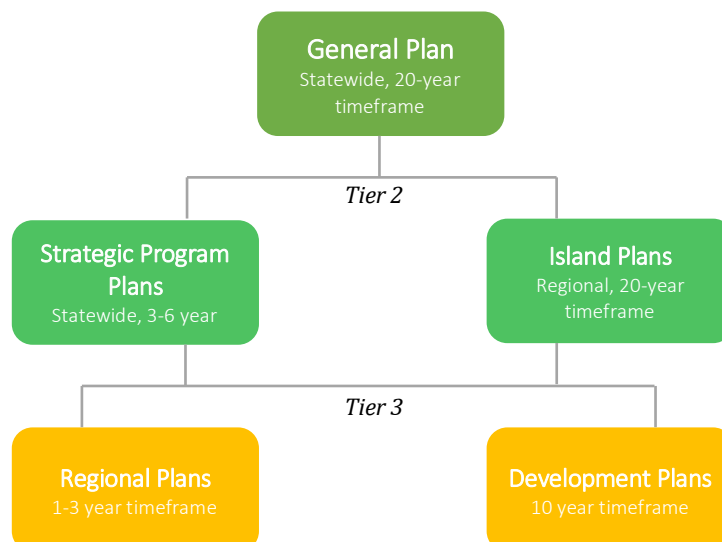 General Plan
Statewide, 20-year
timeframe
Tier 2
Strategic Program
Plans
Statewide, 3-6 year
Island Plans
Regional, 20-year
timeframe
Tier 3
Regional Plans
1-3 year timeframe
Development Plans
10 year timeframe